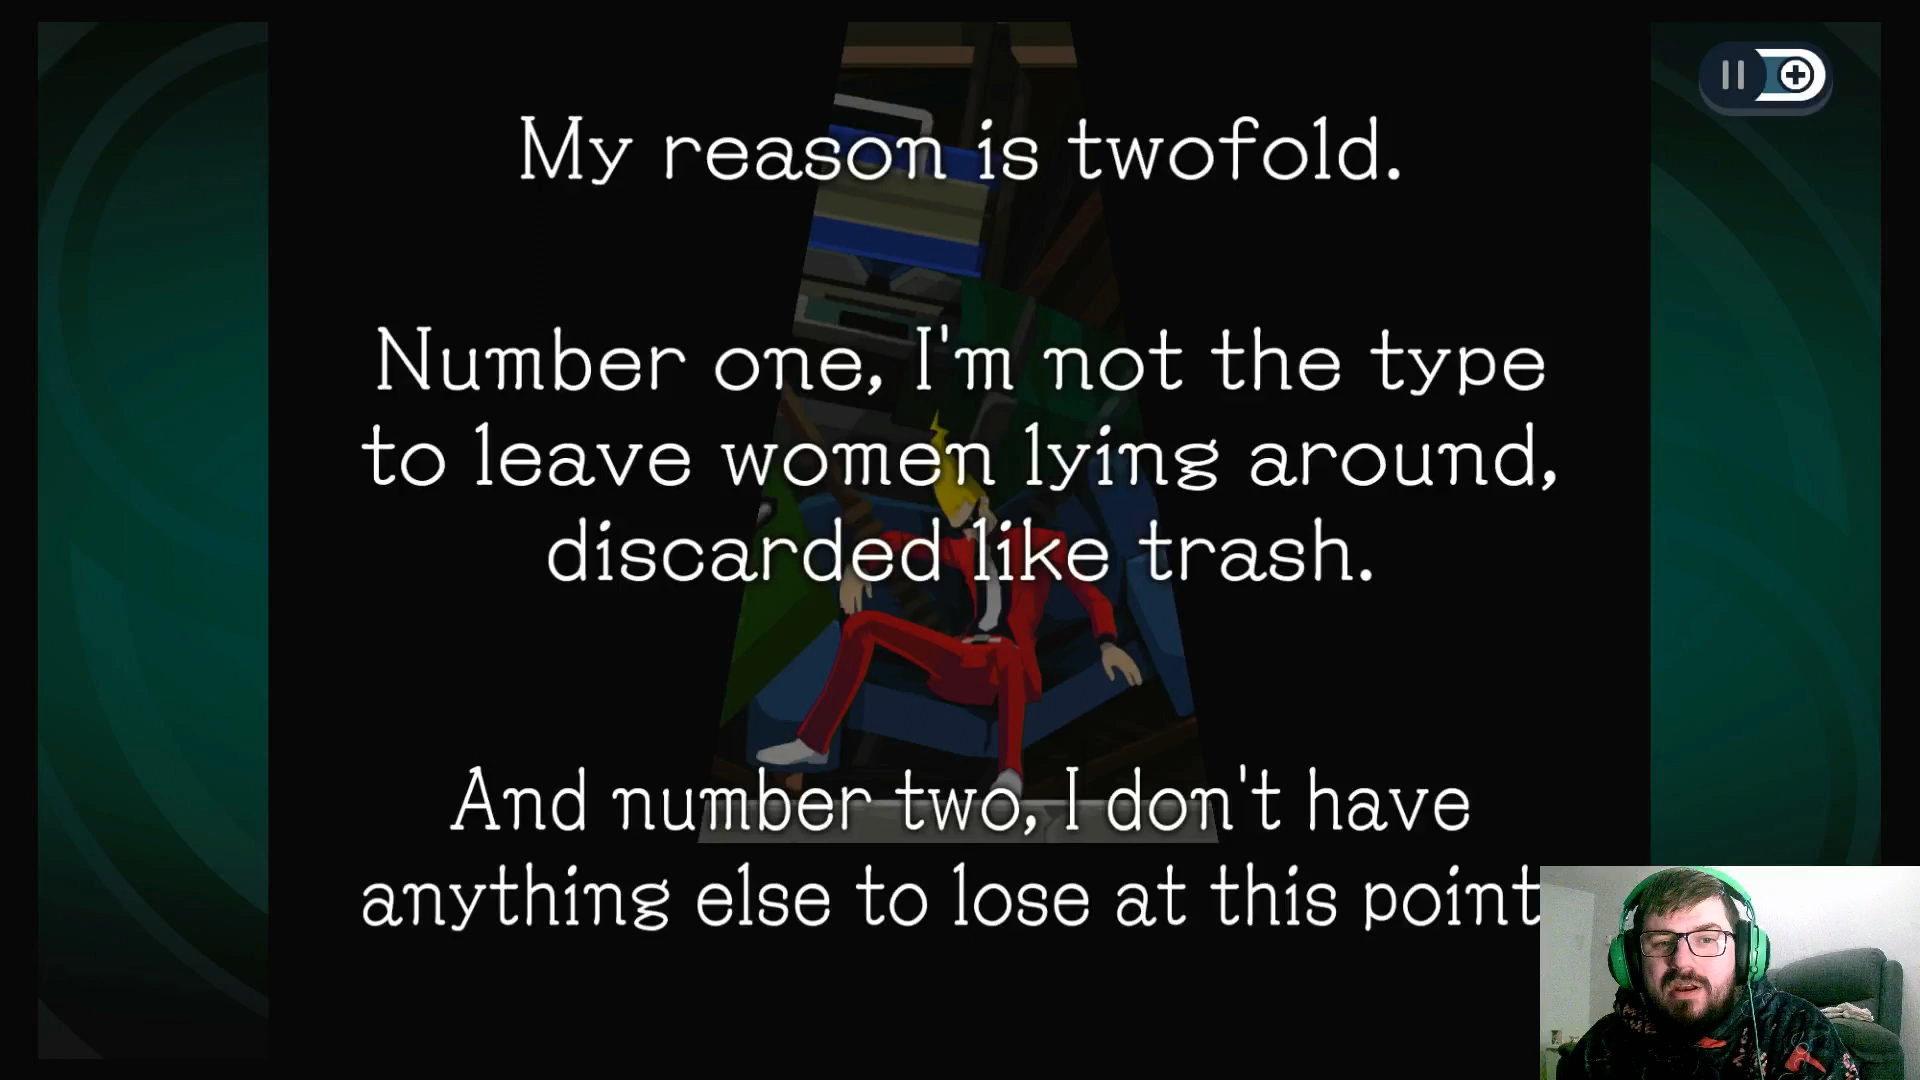 My reason is twofold.
Number one, I'm not the type
to leave women lying around,
discarded like trash.
And number two, I don't have
anything else to lose at this point